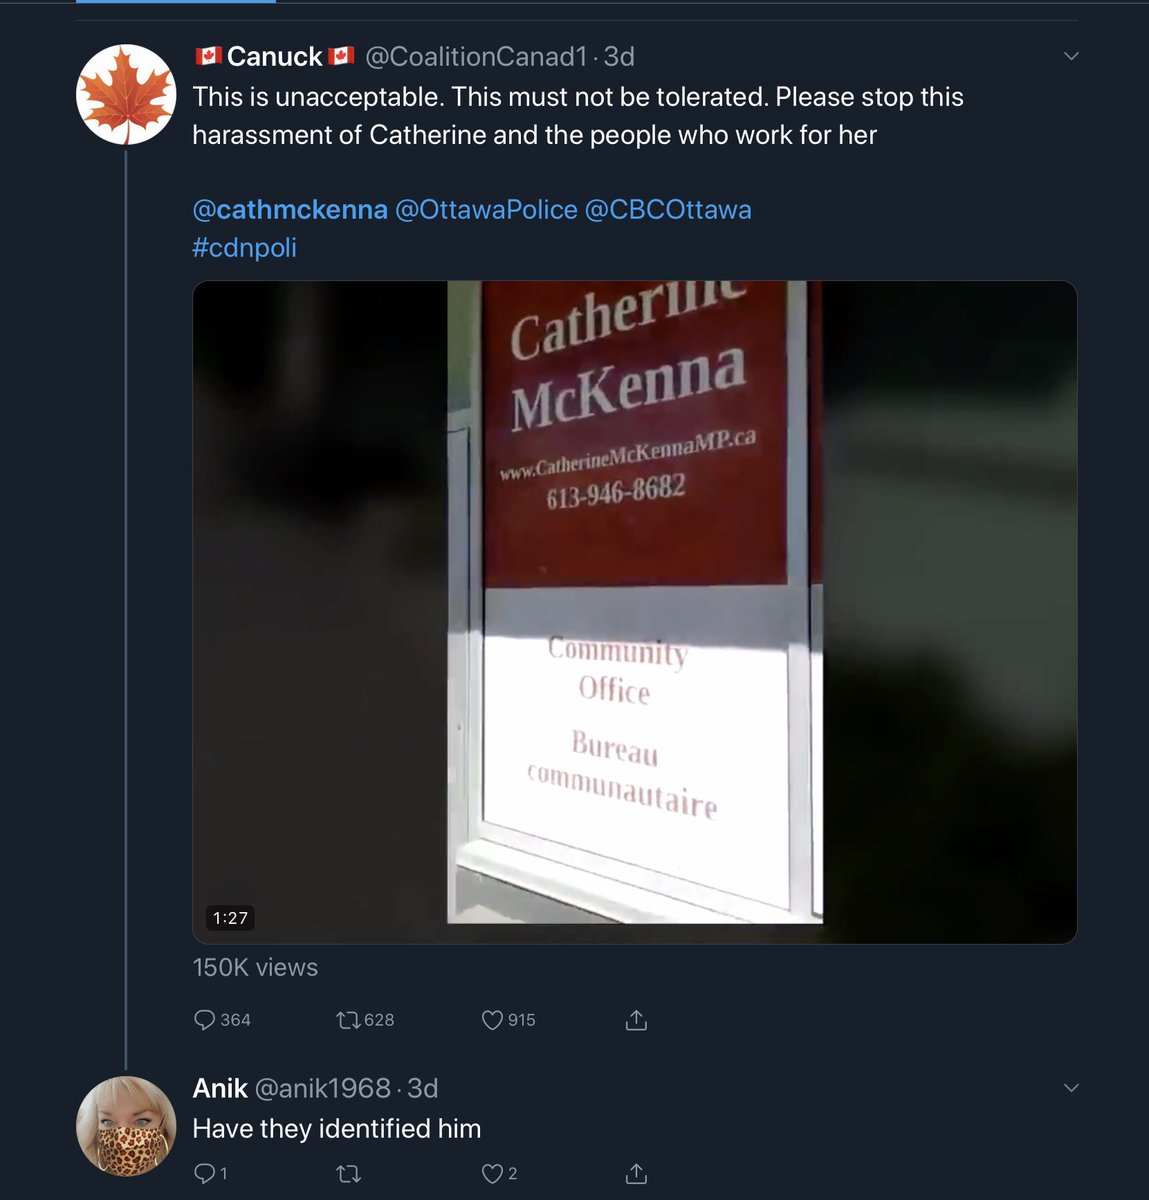 🇨🇦Canuck🇨🇦 @CoalitionCanad1 · 3d
This is unacceptable. This must not be tolerated. Please stop this
harassment of Catherine and the people who work for her
@cathmckenna @OttawaPolice @CBCOttawa
#cdnpoli
Catherine
McKenna
www.CatherineMcKennaMP.ca
613-946-8682
Community
Office
Bureau
communautaire
1:27
150K views
364 628 915
Anik @anik1968 · 3d
Have they identified him
1 2